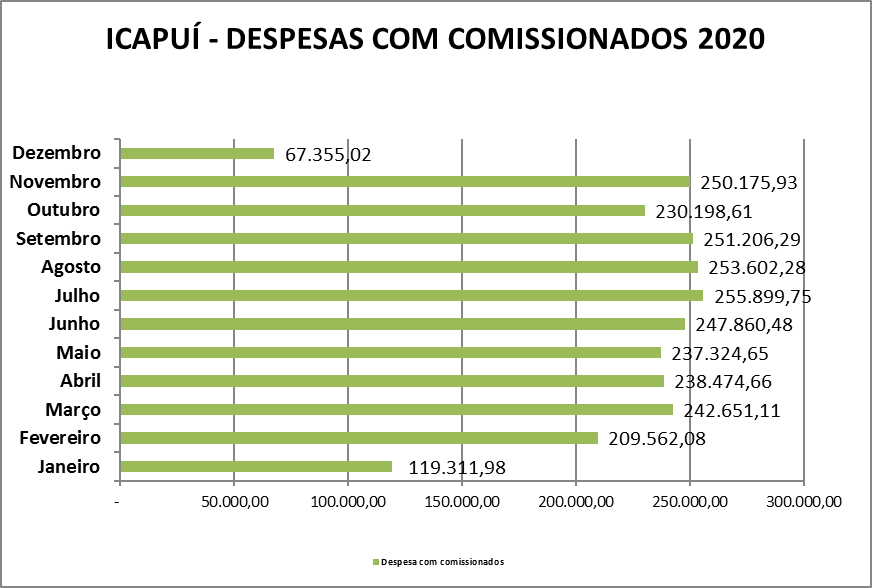 ICAPUÍ - DESPESAS COM COMISSIONADOS 2020
Dezembro 67.355,02
Novembro 250.175,93
Outubro 230.198,61
Setembro 251.206,29
Agosto 253.602,28
Julho 255.899,75
Junho 247.860,48
Maio 237.324,65
Abril 238.474,66
Março 242.651,11
Fevereiro 209.562,08
Janeiro 119.311,98
- 50.000,00 100.000,00 150.000,00 200.000,00 250.000,00 300.000,00
Despesa com comissionados